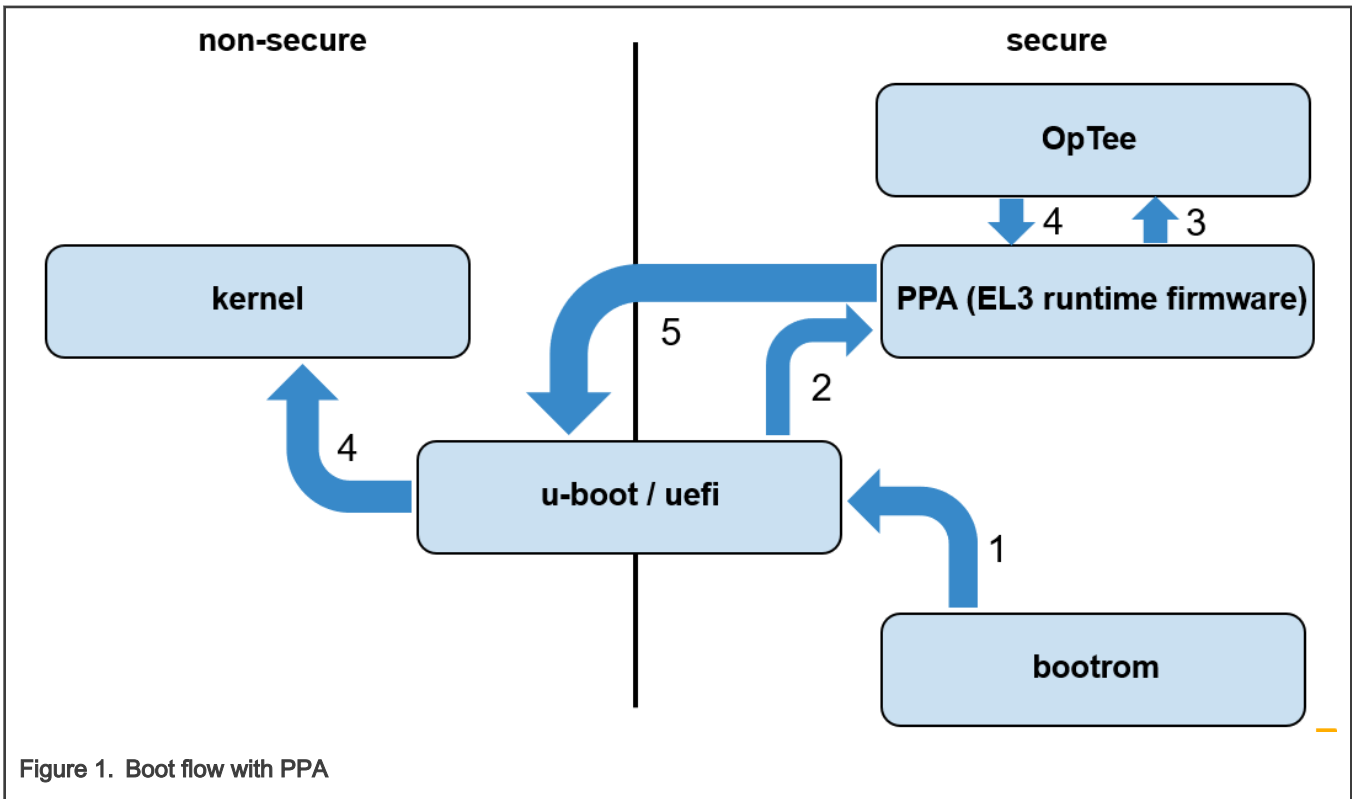 non-secure
secure
OpTee
4
3
kernel
PPA (EL3 runtime firmware)
5
2
4
u-boot / uefi
1
bootrom
Figure 1. Boot flow with PPA